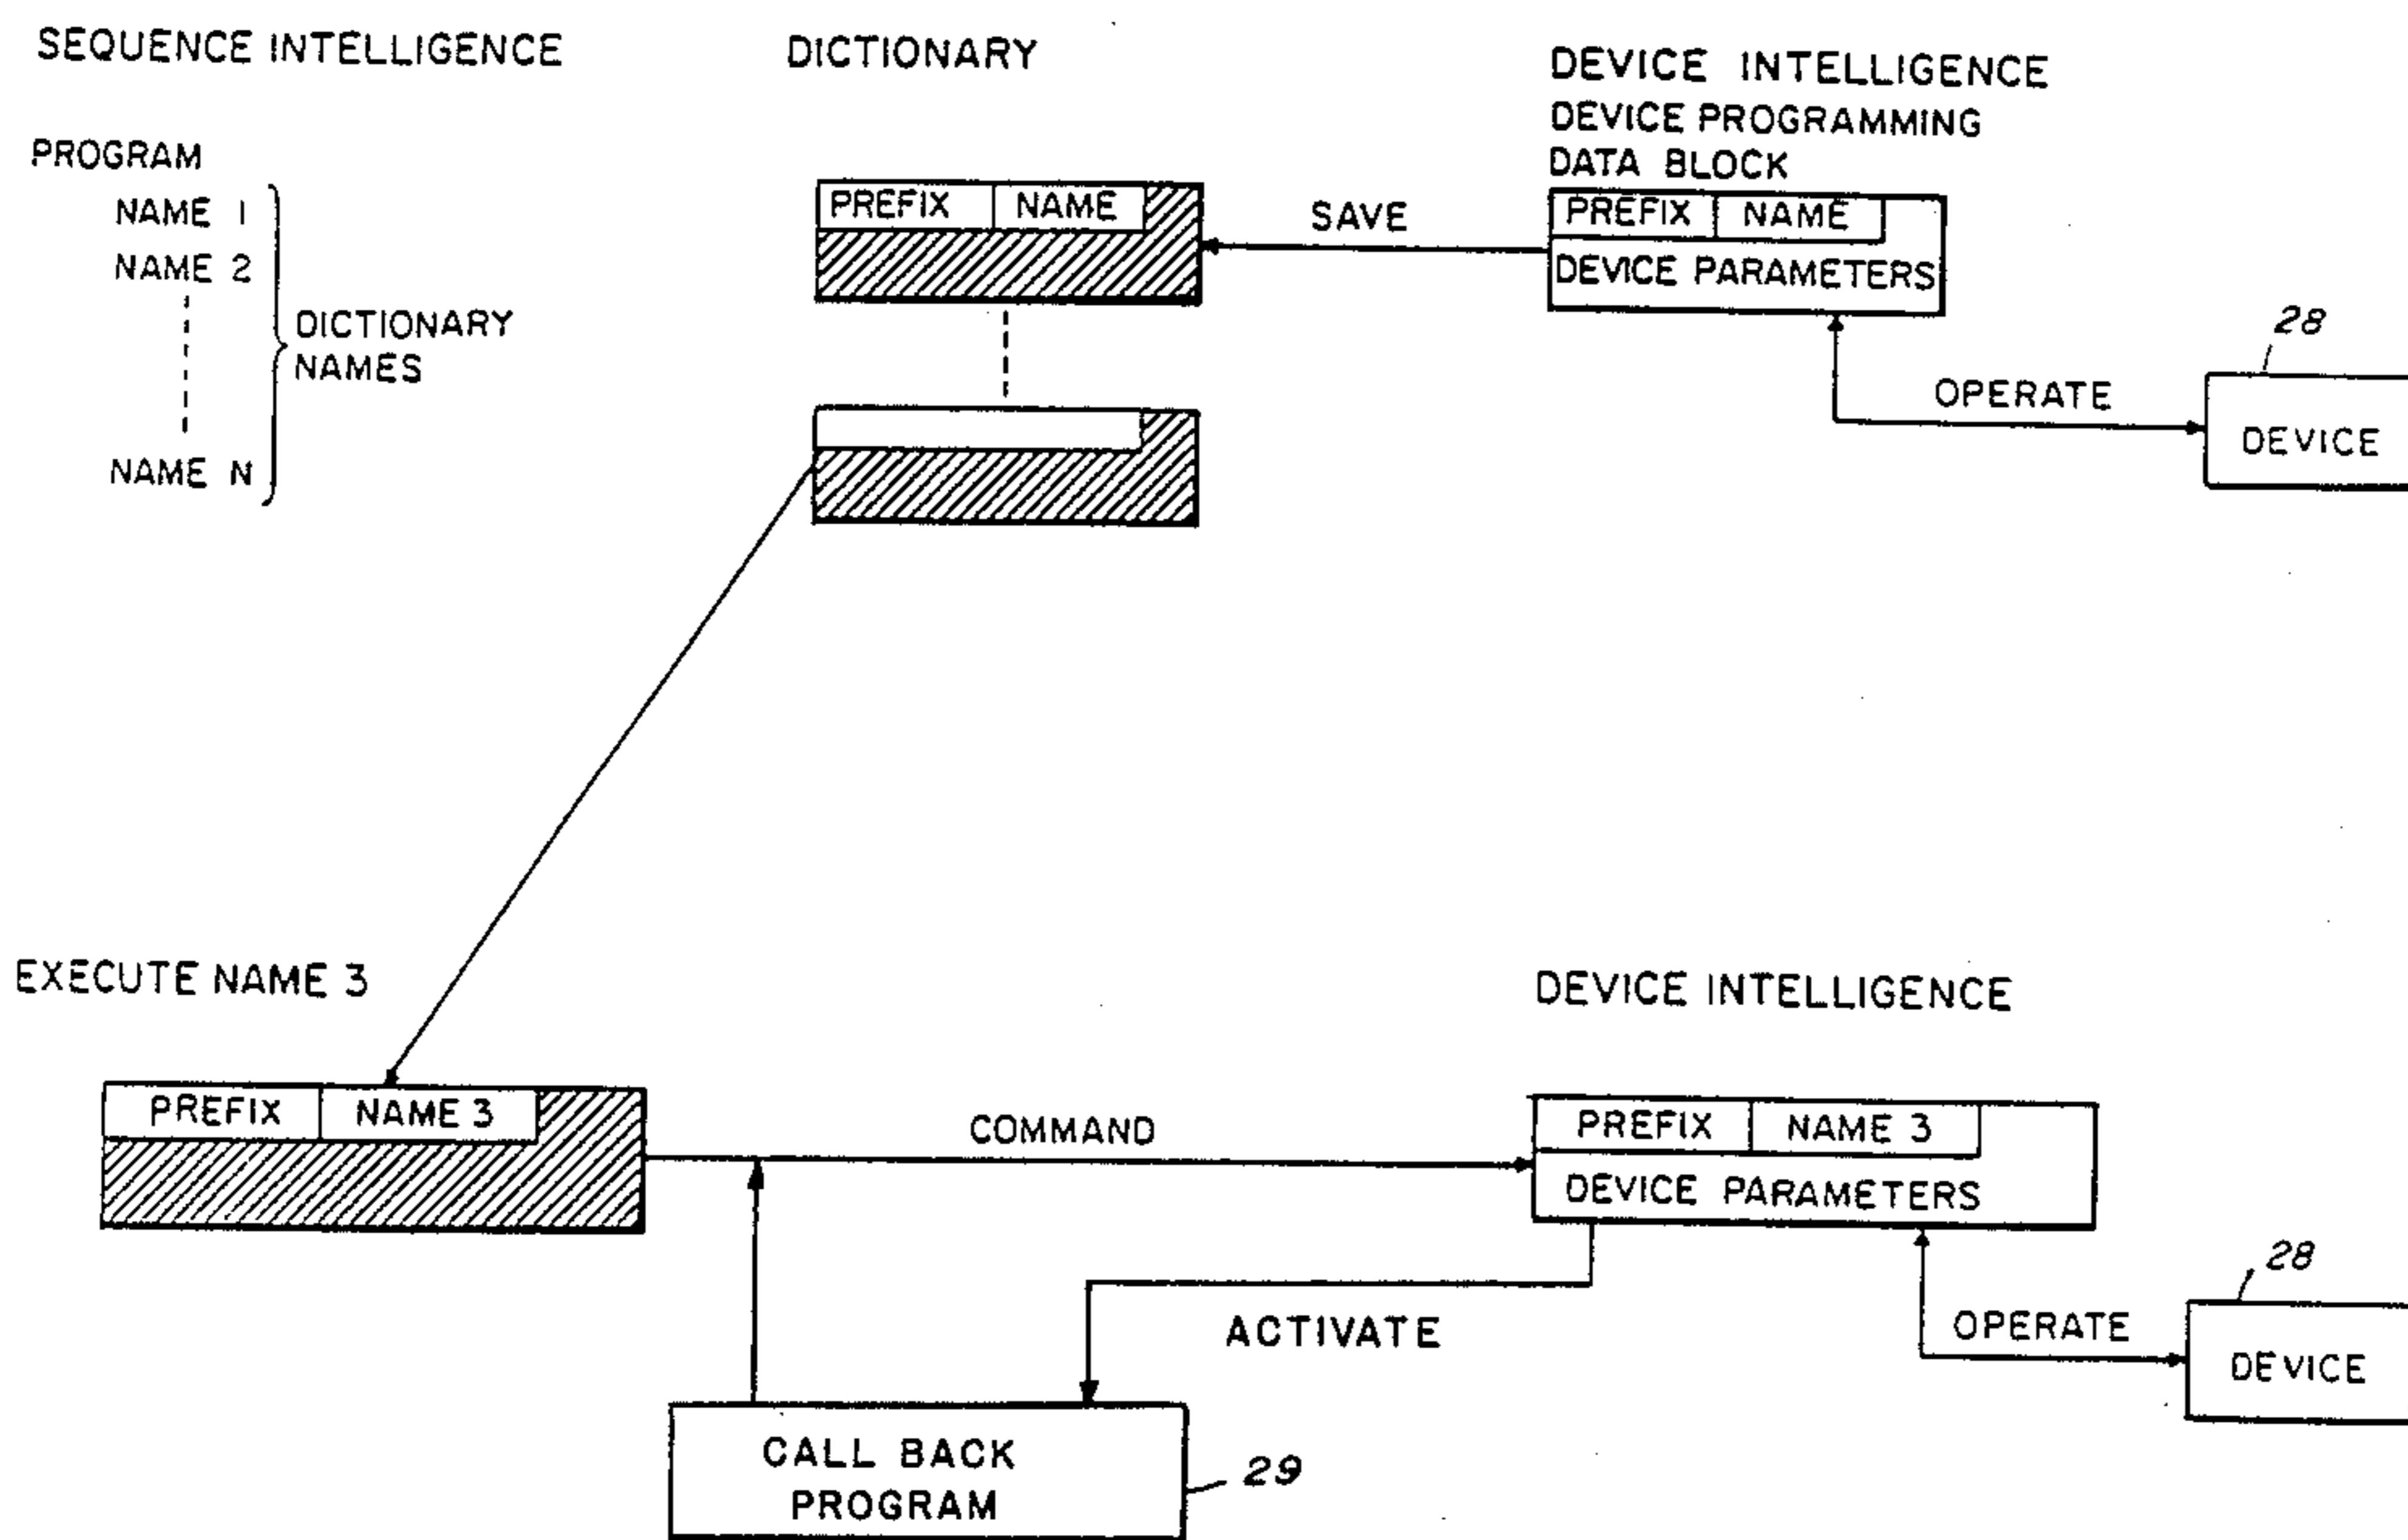 SEQUENCE INTELLIGENCE
DICTIONARY
DEVICE INTELLIGENCE
DEVICE PROGRAMMING
DATA BLOCK
PROGRAM
NAME 1
NAME 2
NAME N
DICTIONARY
NAMES
PREFIX NAME
SAVE
PREFIX NAME
DEVICE PARAMETERS
OPERATE
28
DEVICE
EXECUTE NAME 3
DEVICE INTELLIGENCE
PREFIX NAME 3
COMMAND
PREFIX NAME 3
DEVICE PARAMETERS
ACTIVATE
OPERATE
28
DEVICE
CALL BACK
PROGRAM
29